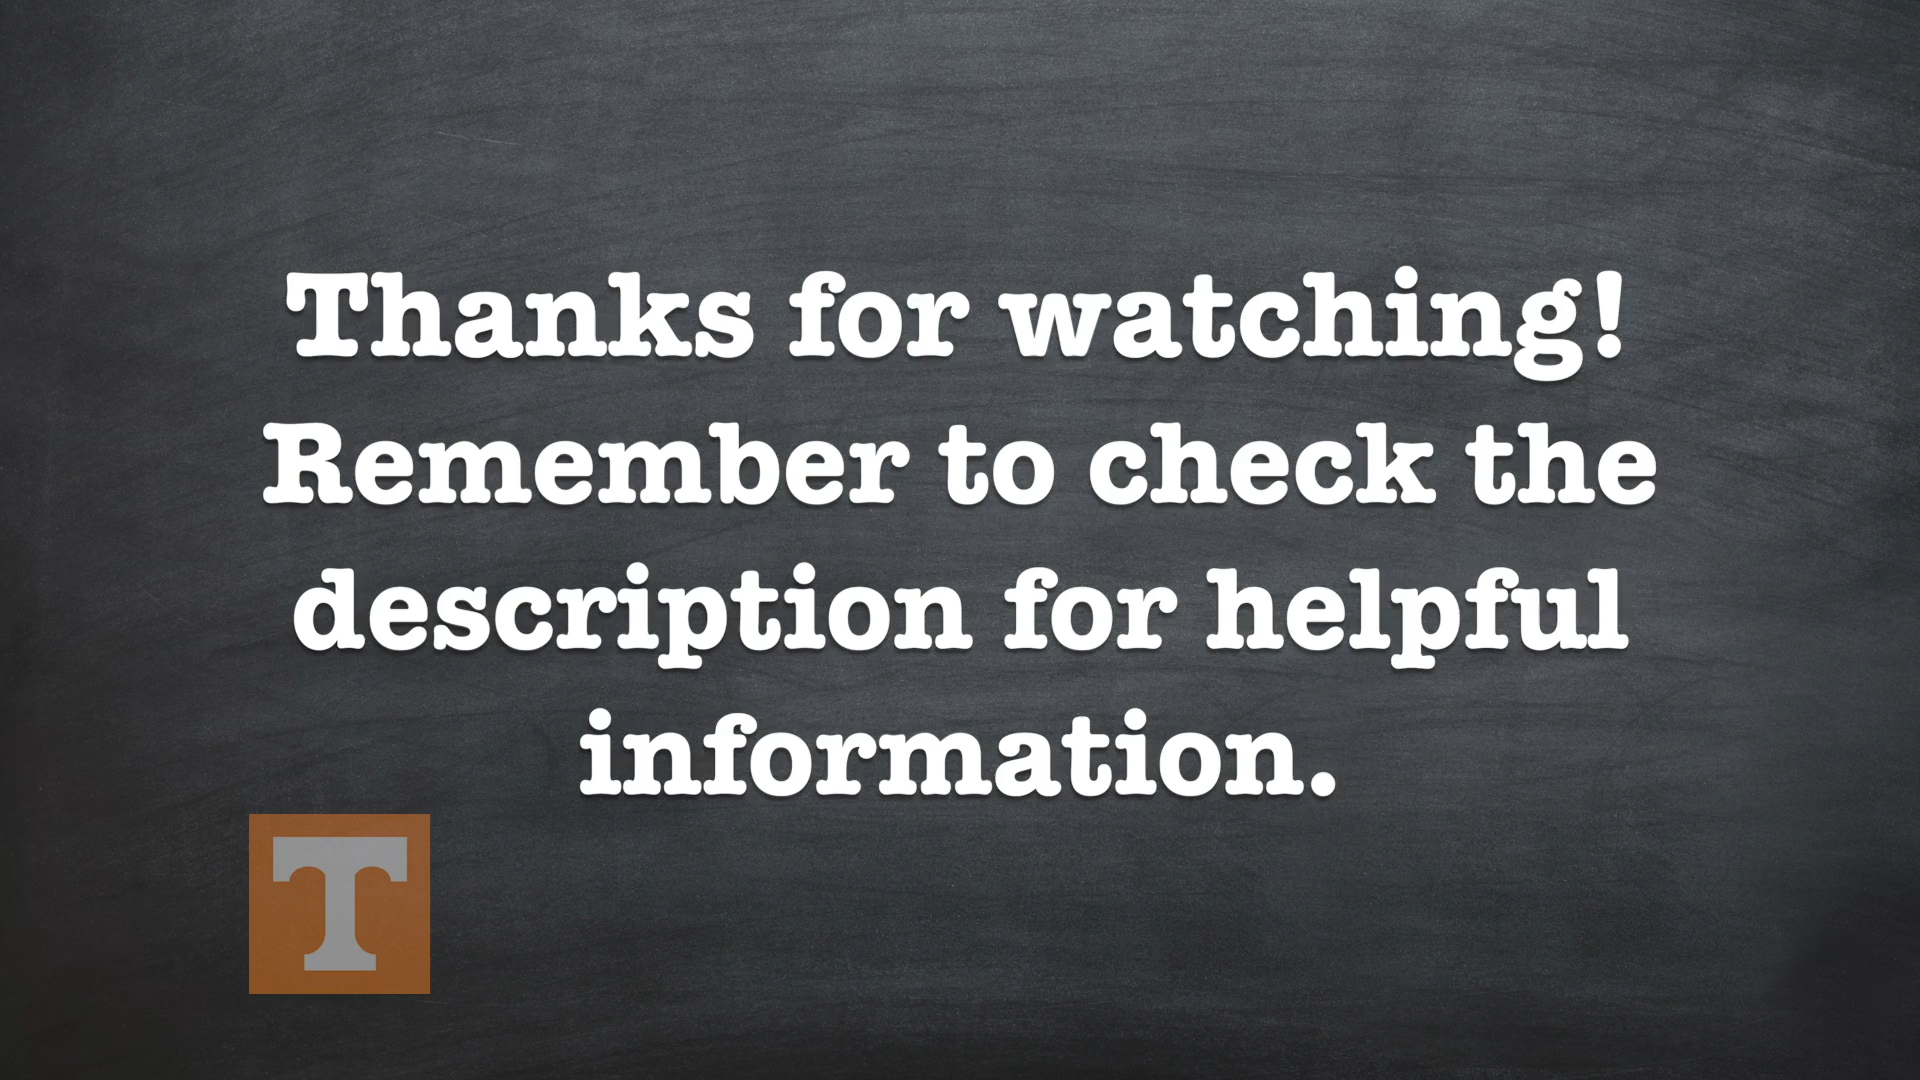 Thanks for watching!
Remember to check the
description for helpful
information.
T